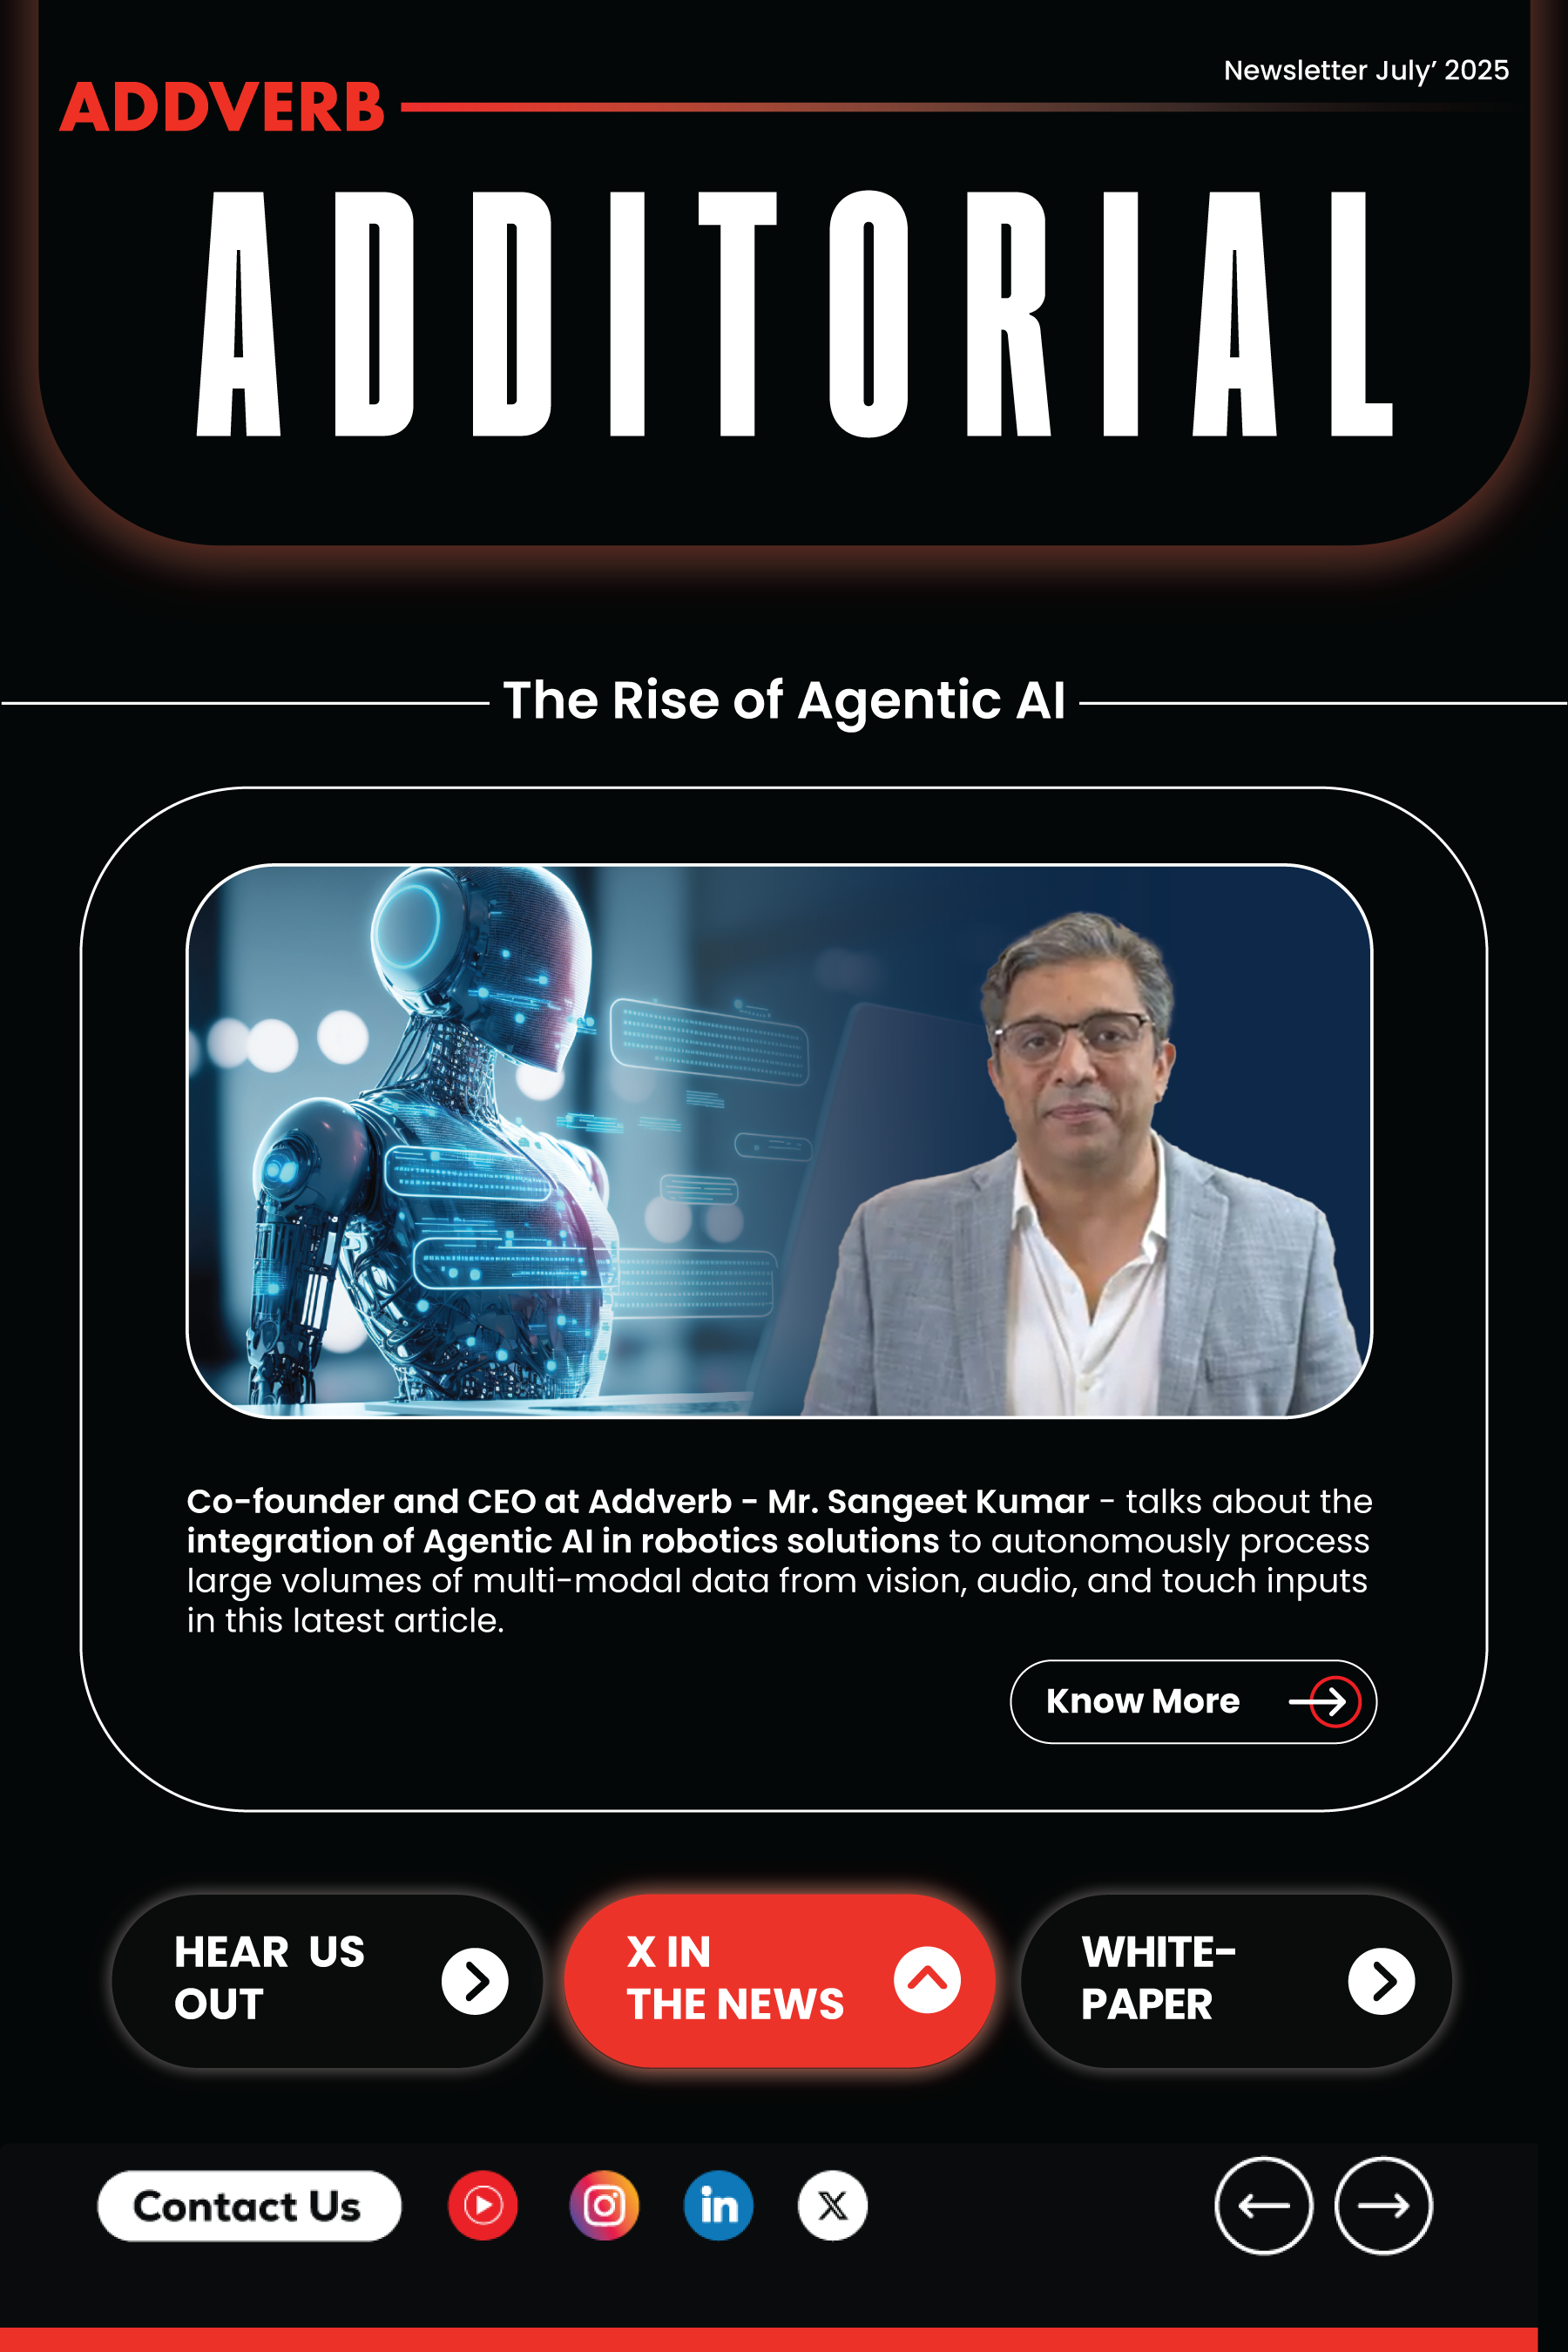 Newsletter July’ 2025
ADDVERB
ADDITORIAL
The Rise of Agentic AI
Co-founder and CEO at Addverb - Mr. Sangeet Kumar - talks about the
integration of Agentic AI in robotics solutions to autonomously process
large volumes of multi-modal data from vision, audio, and touch inputs
in this latest article.
Know More
HEAR US
OUT
X IN
THE NEWS
WHITE-
PAPER
Contact Us
in
X